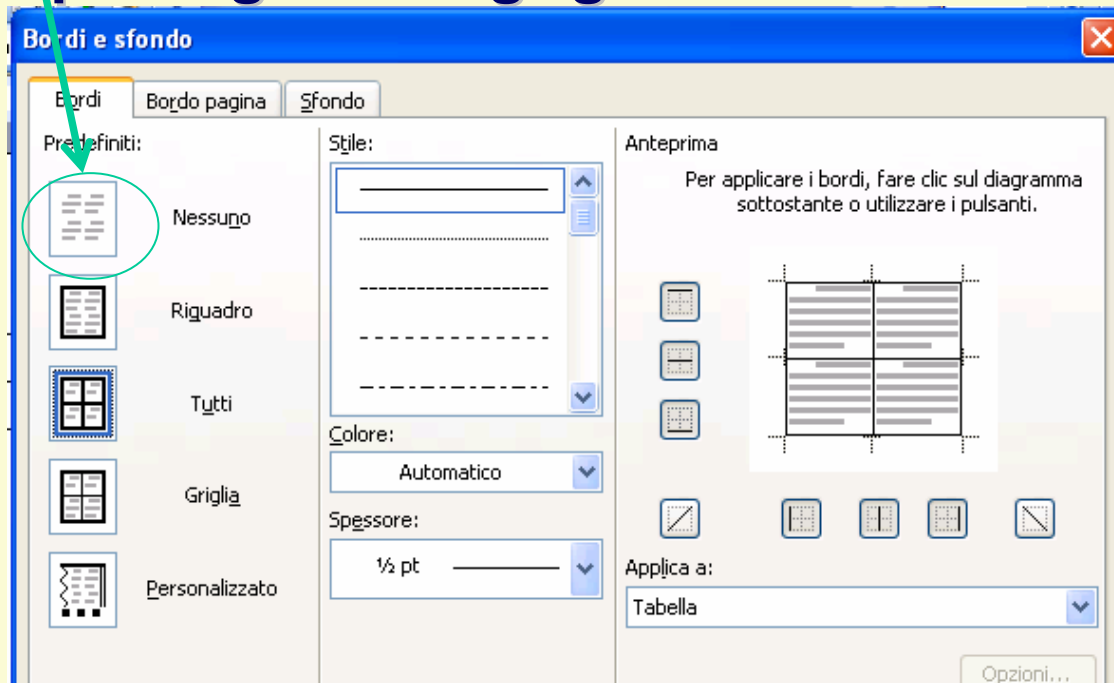 Bordi e sfondo
Bordi Bordo pagina Sfondo
Predefiniti:
Nessuno
Riquadro
Tutti
Griglia
Personalizzato
Stile:
Colore:
Automatico
Spessore:
½ pt
Anteprima
Per applicare i bordi, fare clic sul diagramma
sottostante o utilizzare i pulsanti.
Applica a:
Tabella
Opzioni...